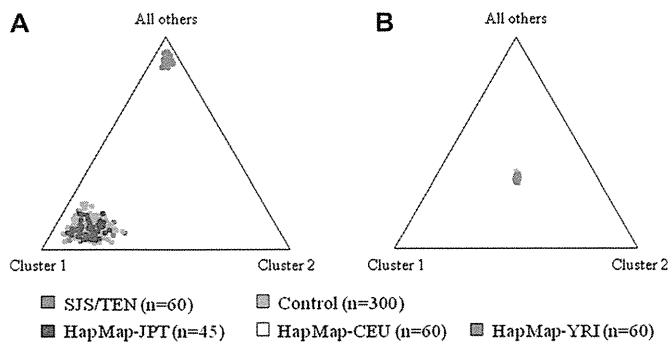 A
B
All others
All others
Cluster 1
Cluster 2
Cluster 1
Cluster 2
SJS/TEN (n=60)
Control (n=300)
HapMap-JPT (n=45)
HapMap-CEU (n=60)
HapMap-YRI (n=60)